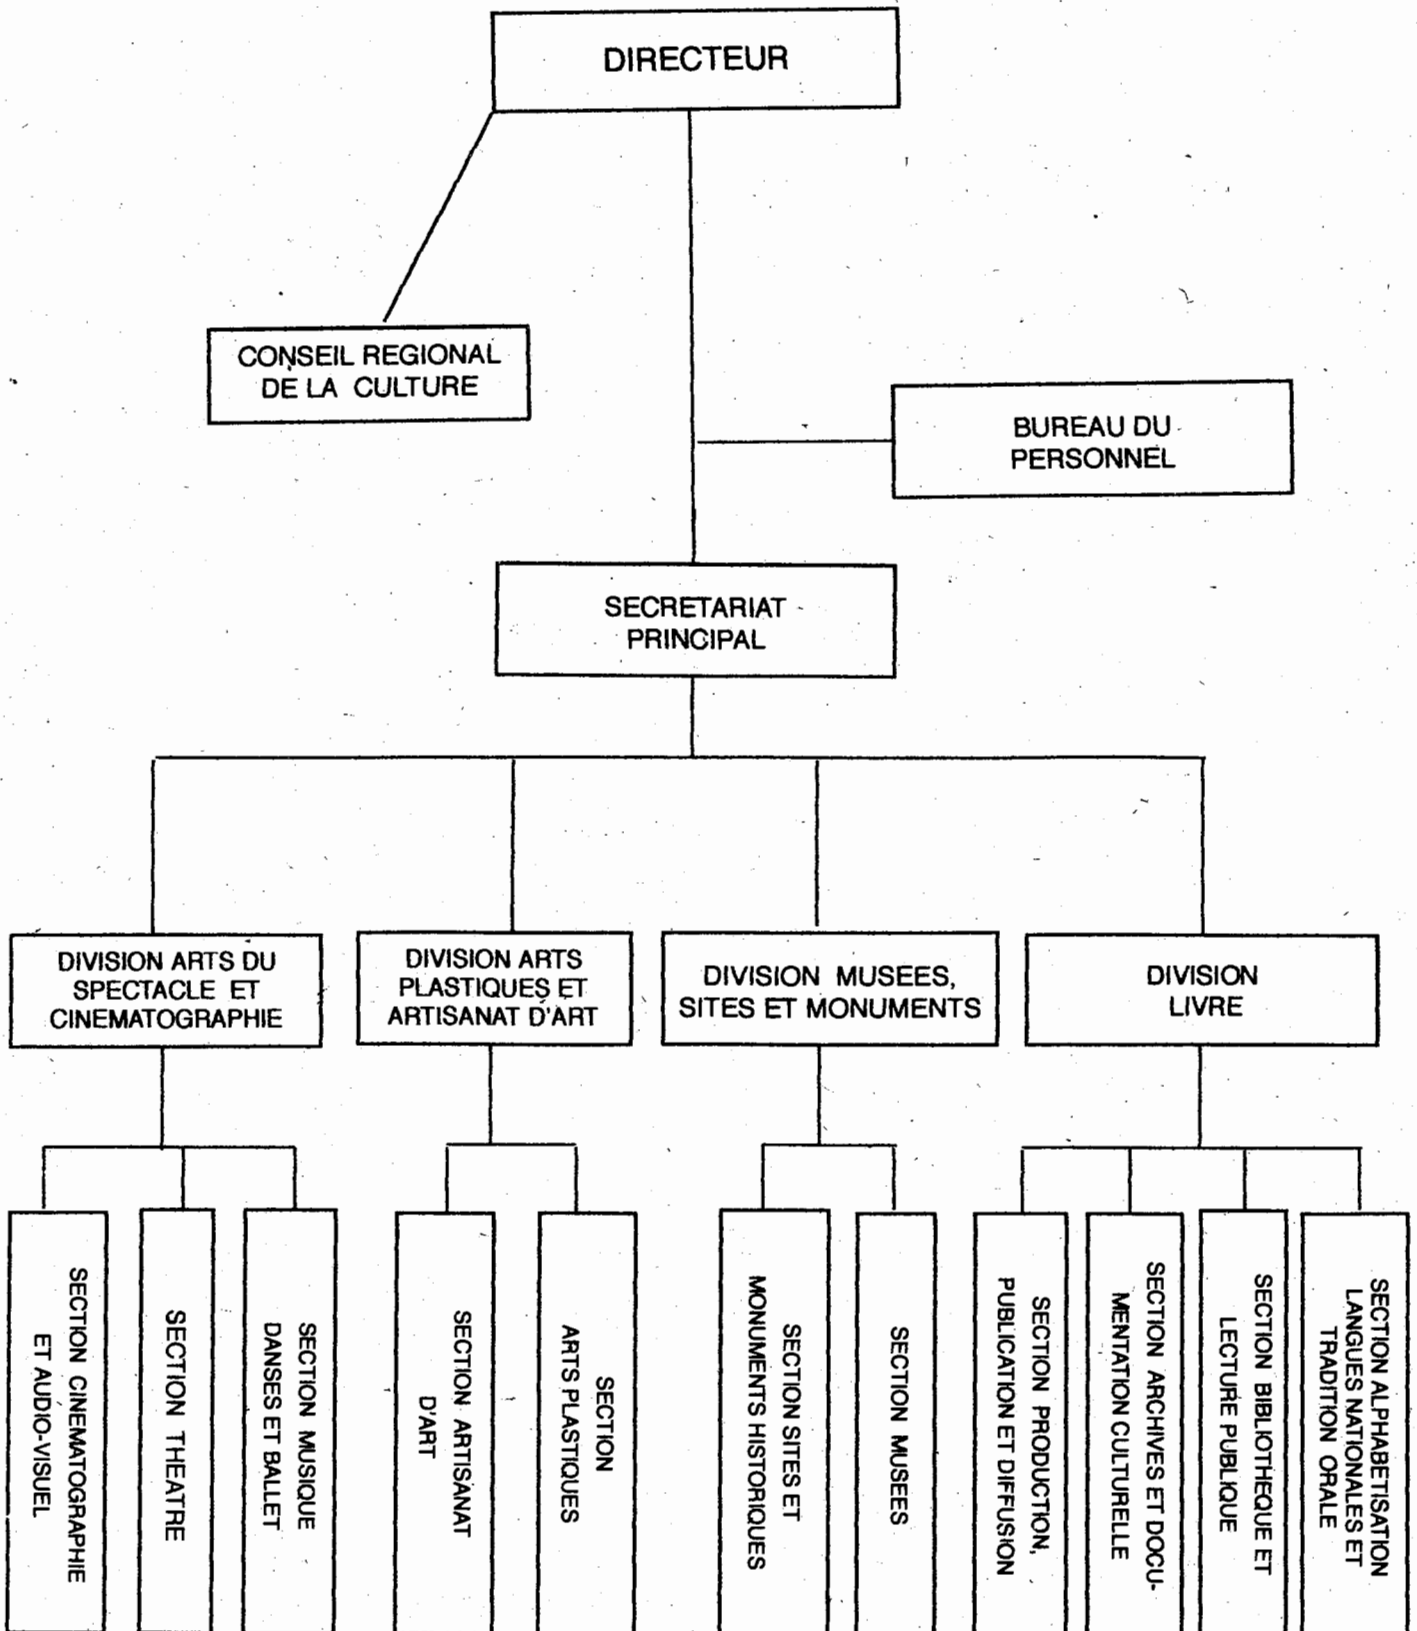 DIRECTEUR
CONSEIL REGIONAL
DE LA CULTURE
BUREAU DU
PERSONNEL
SECRETARIAT
PRINCIPAL
DIVISION ARTS DU
SPECTACLE ET
CINEMATOGRAPHIE
DIVISION ARTS
PLASTIQUES ET
ARTISANAT D'ART
DIVISION MUSEES,
SITES ET MONUMENTS
DIVISION
LIVRE
SECTION CINEMATOGRAPHIE
ET AUDIO-VISUEL
SECTION THEATRE
SECTION MUSIQUE
DANSES ET BALLET
SECTION ARTISANAT
D'ART
SECTION
ARTS PLASTIQUES
SECTION SITES ET
MONUMENTS HISTORIQUES
SECTION MUSEES
SECTION PRODUCTION,
PUBLICATION ET DIFFUSION
SECTION ARCHIVES ET DOCU-
MENTATION CULTURELLE
SECTION BIBLIOTHEQUE ET
LECTURE PUBLIQUE
SECTION ALPHABETISATION
LANGUES NATIONALES ET
TRADITION ORALE